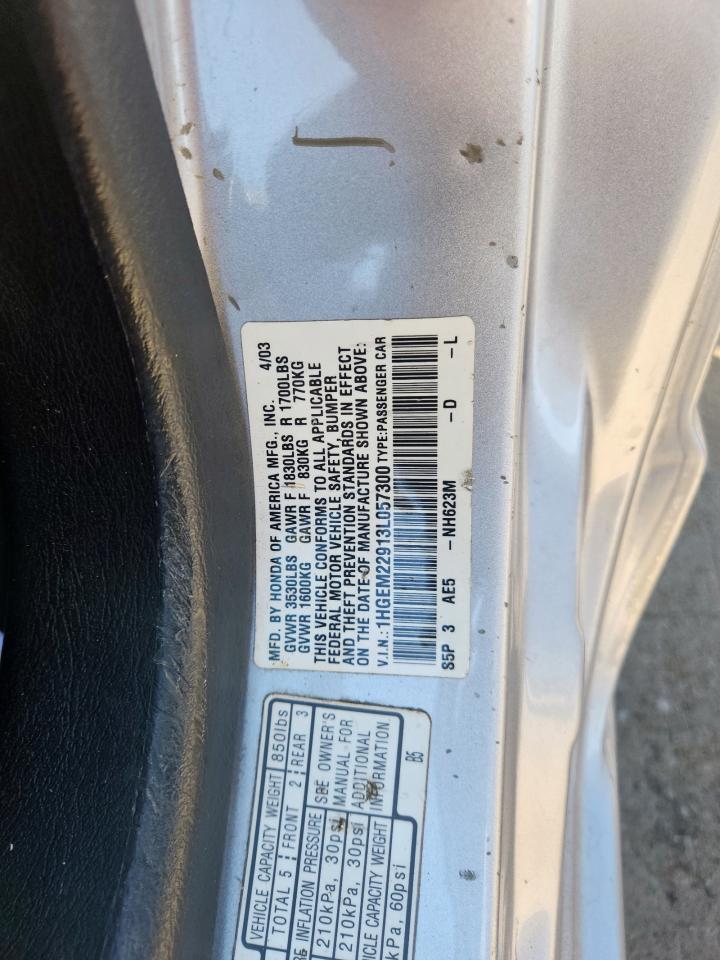 MFD. BY HONDA OF AMERICA MFG., INC. 4/03
GVWR 3530LBS GAWR F 1830LBS R 1700LBS
GVWR 1600KG GAWR F 830KG R 770KG
THIS VEHICLE CONFORMS TO ALL APPLICABLE
FEDERAL MOTOR VEHICLE SAFETY, BUMPER
AND THEFT PREVENTION STANDARDS IN EFFECT
ON THE DATE OF MANUFACTURE SHOWN ABOVE.
V.I.N.: 1HGEM22913L057300 TYPE:PASSENGER CAR
S5P 3 AE5 -NH623M -D -L
VEHICLE CAPACITY WEIGHT 850lbs
TOTAL 5 FRONT 2 REAR 3
INFLATION PRESSURE SEE OWNER'S
210kPa, 30psi MANUAL FOR
210kPa, 30psi ADDITIONAL
CAPACITY WEIGHT INFORMATION
kPa, 60psi B5